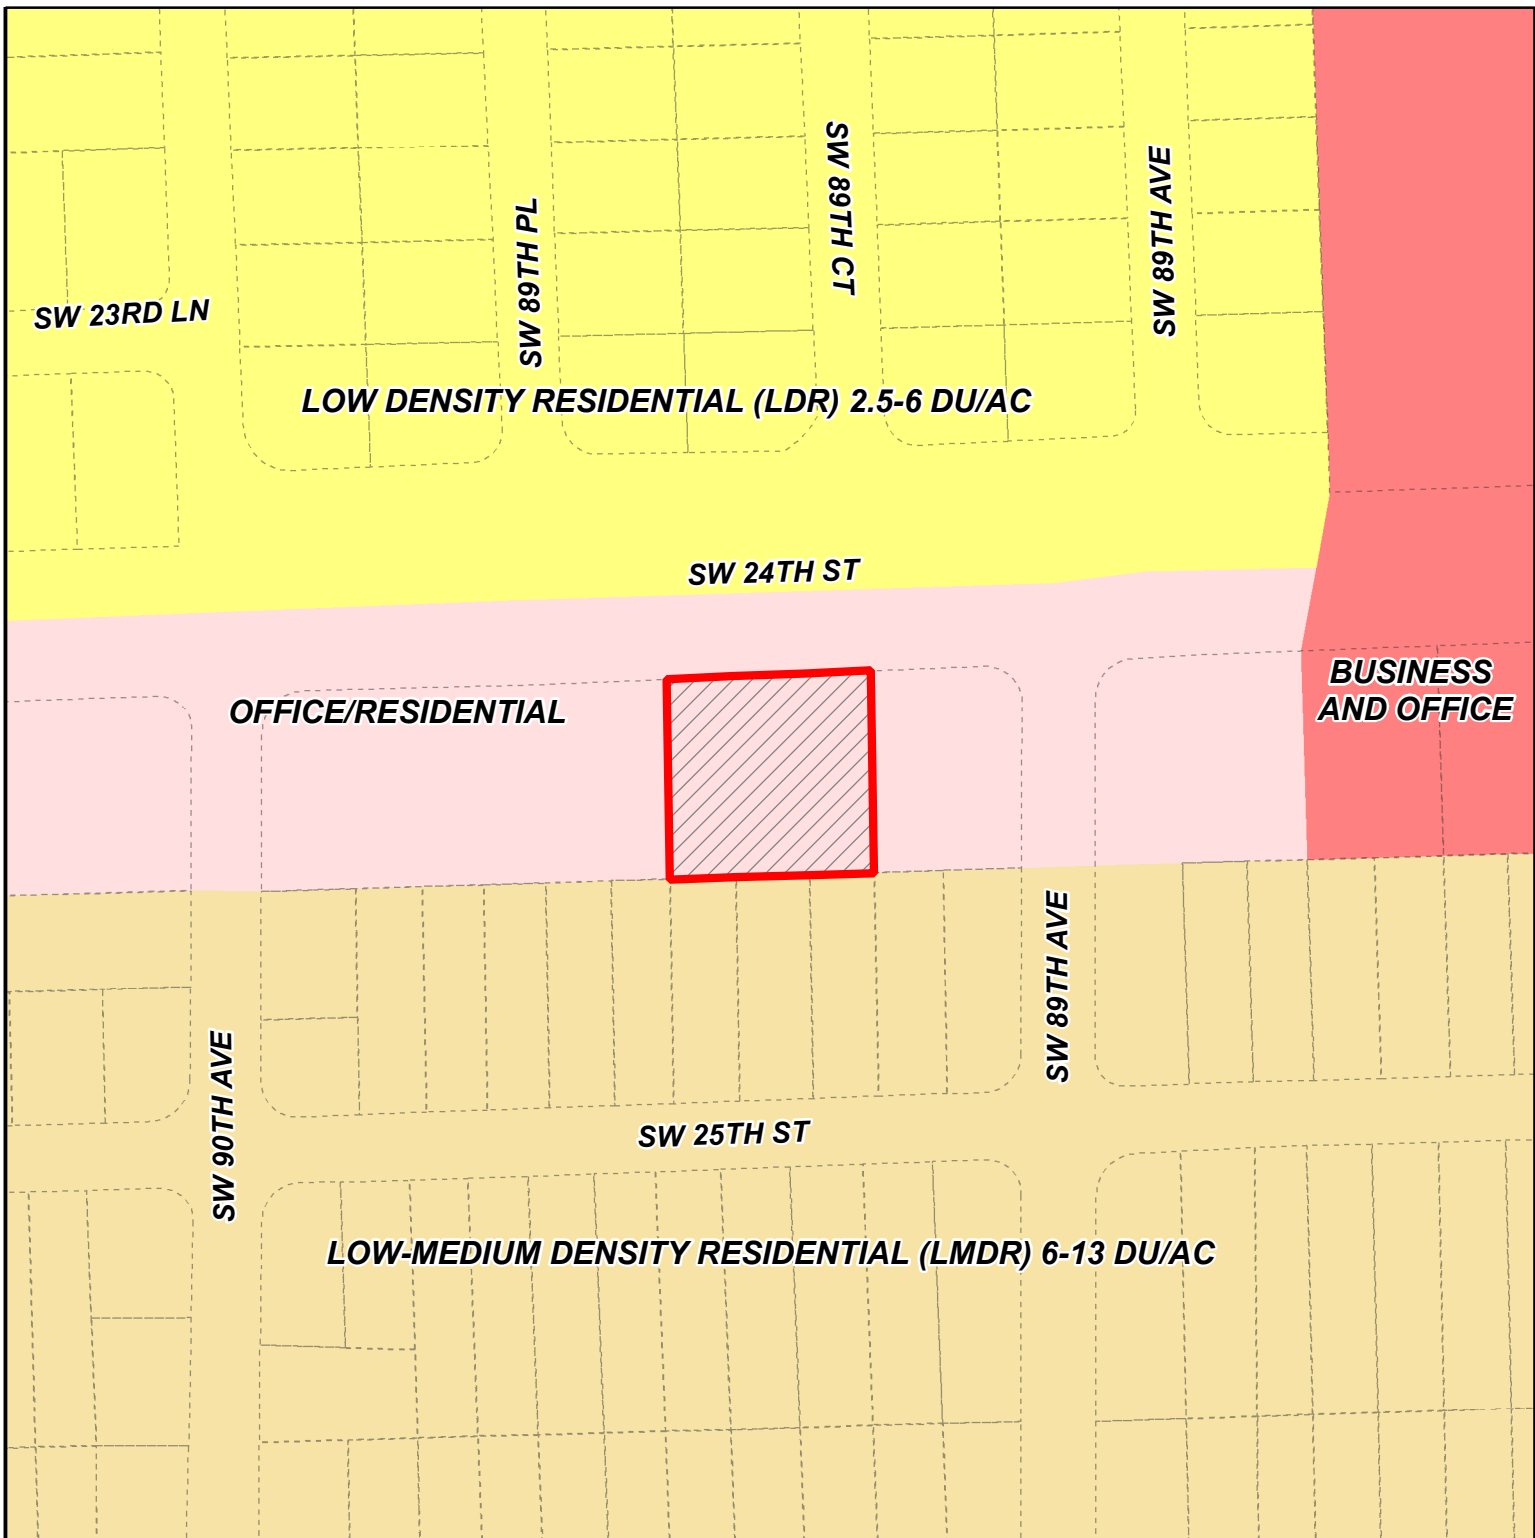 SW 89TH CT
SW 89TH AVE
SW 89TH PL
SW 23RD LN
LOW DENSITY RESIDENTIAL (LDR) 2.5-6 DU/AC
SW 24TH ST
BUSINESS
AND OFFICE
OFFICE/RESIDENTIAL
SW 89TH AVE
SW 90TH AVE
SW 25TH ST
LOW-MEDIUM DENSITY RESIDENTIAL (LMDR) 6-13 DU/AC